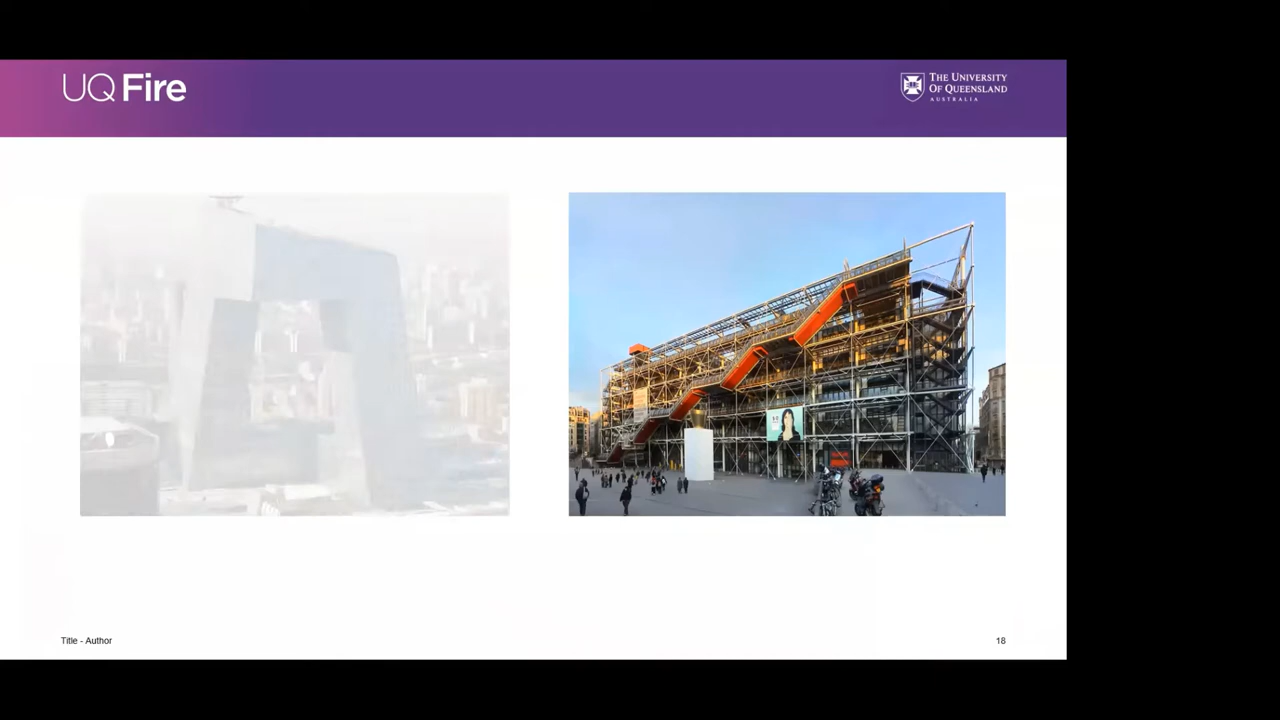 UQ Fire
THE UNIVERSITY
OF QUEENSLAND
AUSTRALIA
Title - Author
18